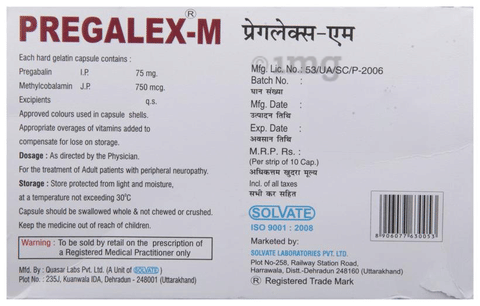 PREGALEX-M®
प्रेगलेक्स-एम
Each hard gelatin capsule contains :
Pregabalin I.P. 75 mg.
Methylcobalamin J.P. 750 mcg.
Excipients q.s.
Approved colours used in capsule shells.
Appropriate overages of vitamins added to
compensate for loss on storage.
Dosage : As directed by the Physician.
For the treatment of Adult patients with peripheral neuropathy.
Storage : Store protected from light and moisture,
at a temperature not exceeding 30°C
Capsule should be swallowed whole & not chewed or crushed.
Keep the medicine out of reach of children.
Warning : To be sold by retail on the prescription of
a Registered Medical Practitioner only
Mfg. By : Quasar Labs Pvt. Ltd. (A Unit of SOLVATE)
Plot No : 235J, Kuanwala IDA, Dehradun - 248001 (Uttarakhand)
1mg
Mfg. Lic. No.: 53/UA/SC/P-2006
Batch No. :
घान संख्या
Mfg. Date :
उत्पादन तिथि
Exp. Date :
अवसान तिथि
M.R.P. Rs :
(Per strip of 10 Cap.)
अधिकतम खुदरा मूल्य
Incl. of all taxes
सभी कर सहित
SOLVATE
ISO 9001 : 2008
Marketed by :
SOLVATE LABORATORIES PVT. LTD.
Plot No-258, Railway Station Road,
Harrawala, Distt.-Dehradun 248160 (Uttarakhand)
® Registered Trade Mark
8906077630053